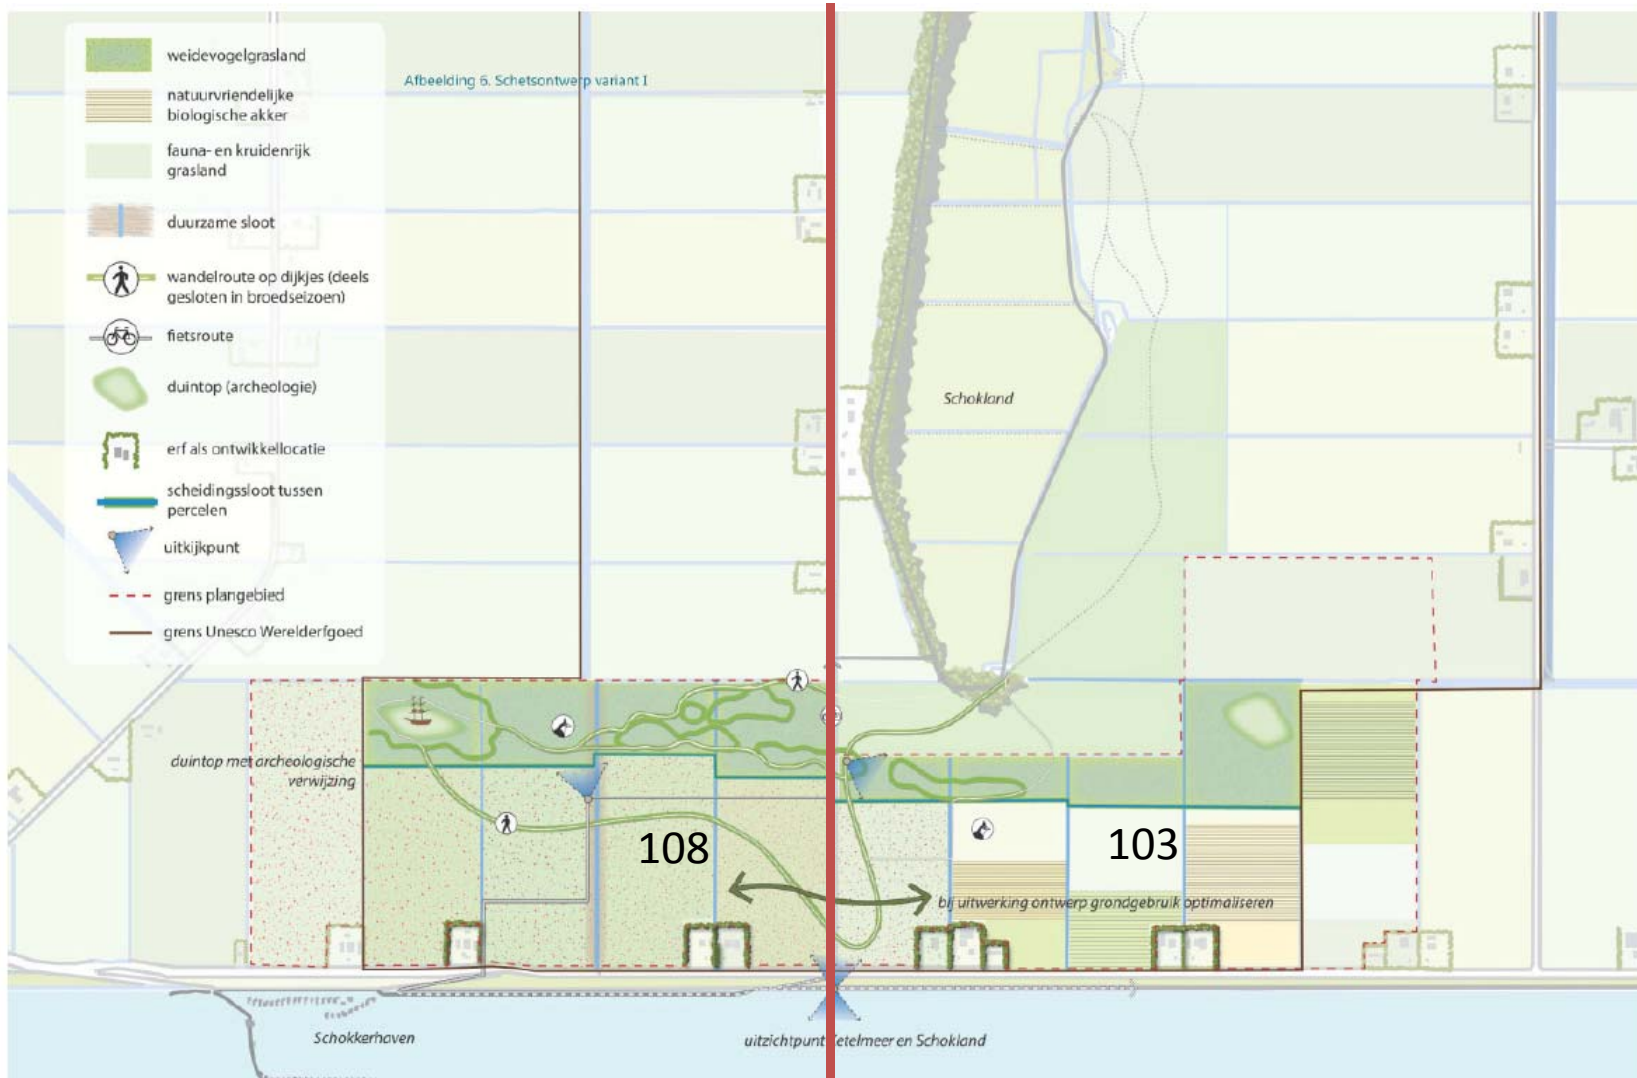 weidevogelgrasland
Afbeelding 6. Schetsontwerp variant I
natuurvriendelijke
biologische akker
fauna- en kruidenrijk
grasland
duurzame sloot
wandelroute op dijkjes (deels
gesloten in broedseizoen)
fietsroute
duintop (archeologie)
erf als ontwikkellocatie
scheidingssloot tussen
percelen
uitkijkpunt
grens plangebied
grens Unesco Werelderfgoed
Schokland
duintop met archeologische
verwijzing
108
103
bij uitwerking ontwerp grondgebruik optimaliseren
Schokkerhaven
uitzichtpunt etelmeer en Schokland